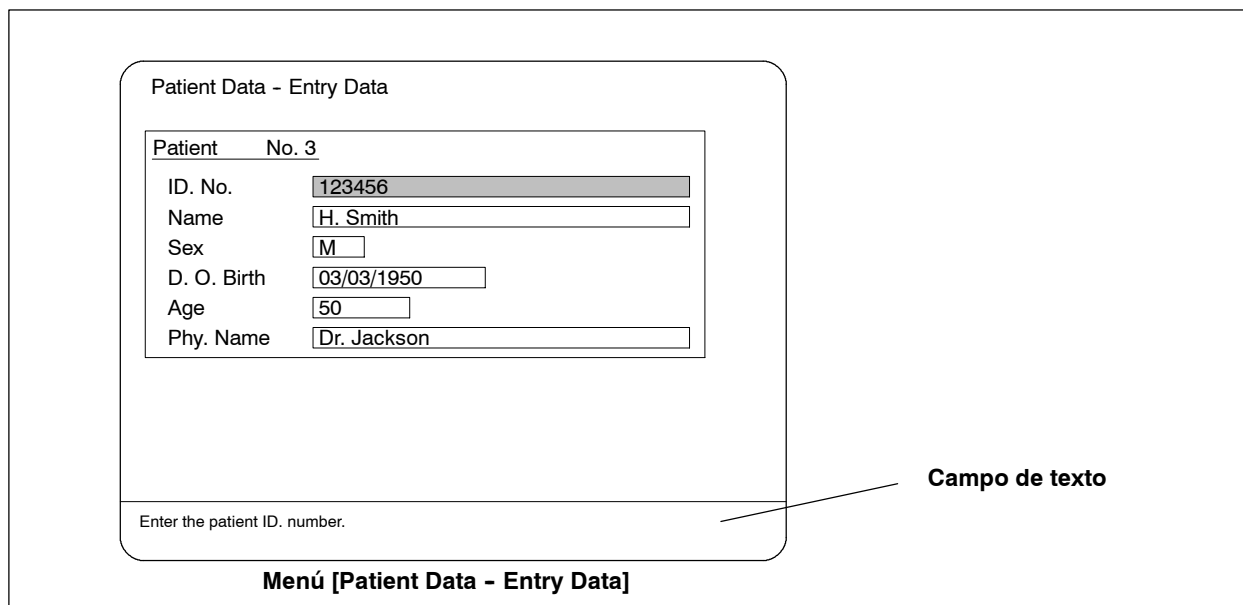 Patient Data - Entry Data
Patient No. 3
ID. No. 123456
Name H. Smith
Sex M
D. O. Birth 03/03/1950
Age 50
Phy. Name Dr. Jackson
Campo de texto
Enter the patient ID. number.
Menú [Patient Data - Entry Data]